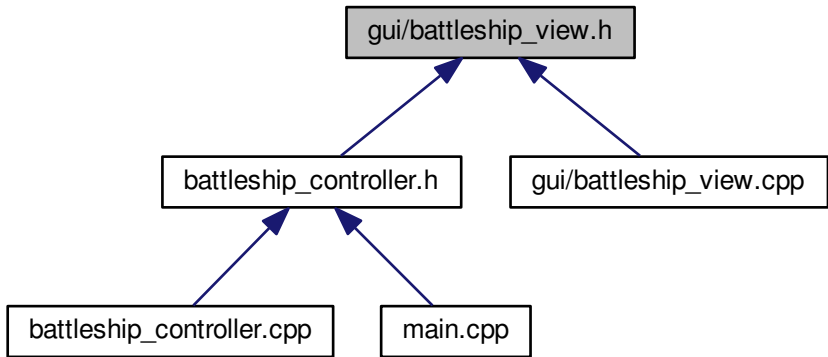 gui/battleship_view.h
battleship_controller.h
gui/battleship_view.cpp
battleship_controller.cpp
main.cpp